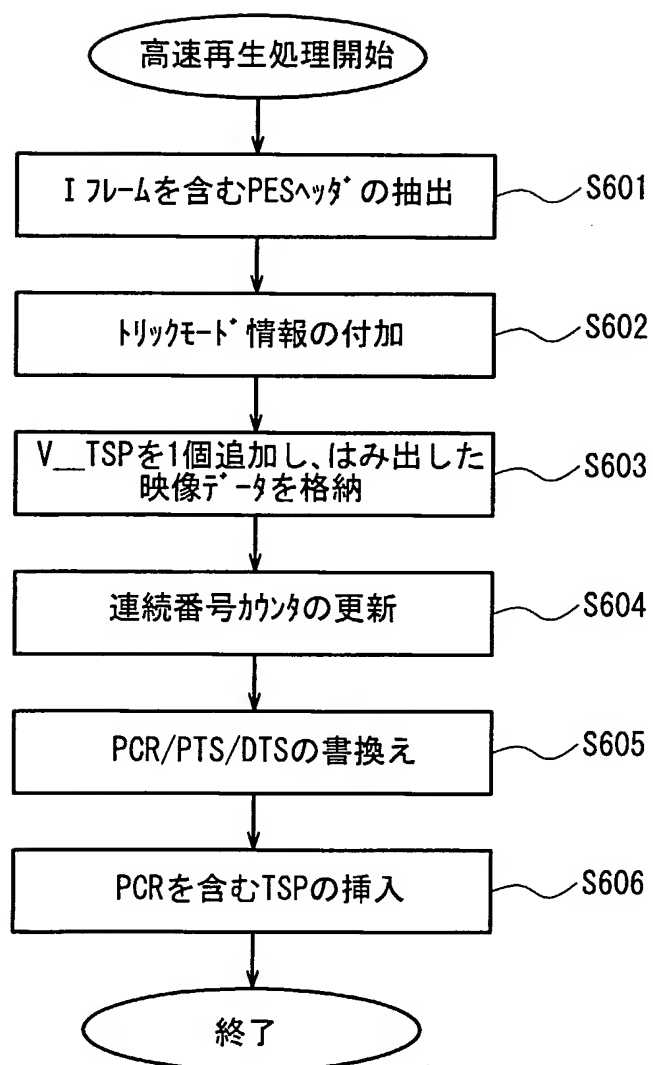 高速再生処理開始
Iフレームを含むPESヘッダの抽出
S601
トリックモード情報の付加
S602
V__TSPを1個追加し、はみ出した
映像データを格納
S603
連続番号カウンタの更新
S604
PCR/PTS/DTSの書換え
S605
PCRを含むTSPの挿入
S606
終了